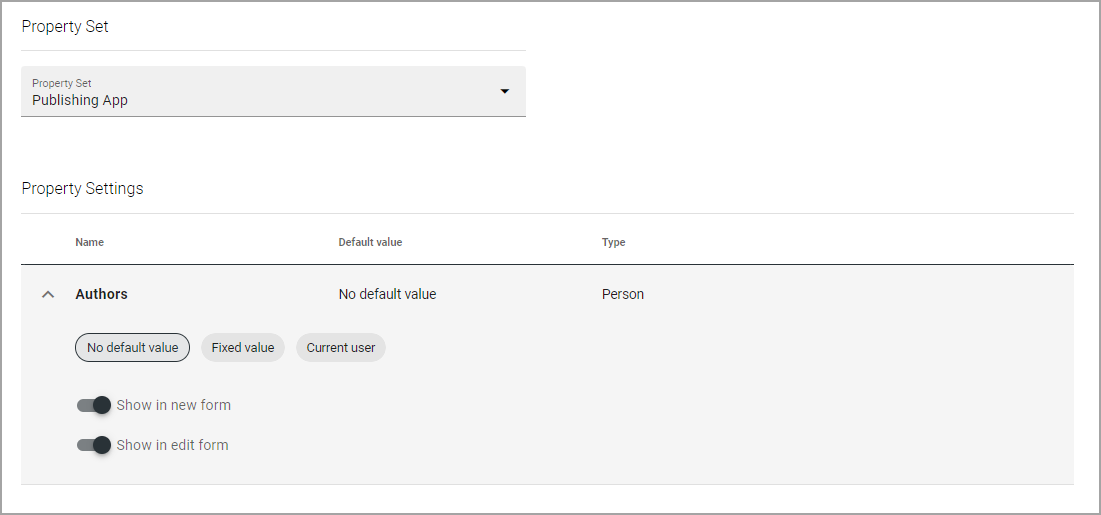 Property Set
Property Set
Publishing App
Property Settings
Name Default value Type
Authors No default value Person
No default value Fixed value Current user
Show in new form
Show in edit form